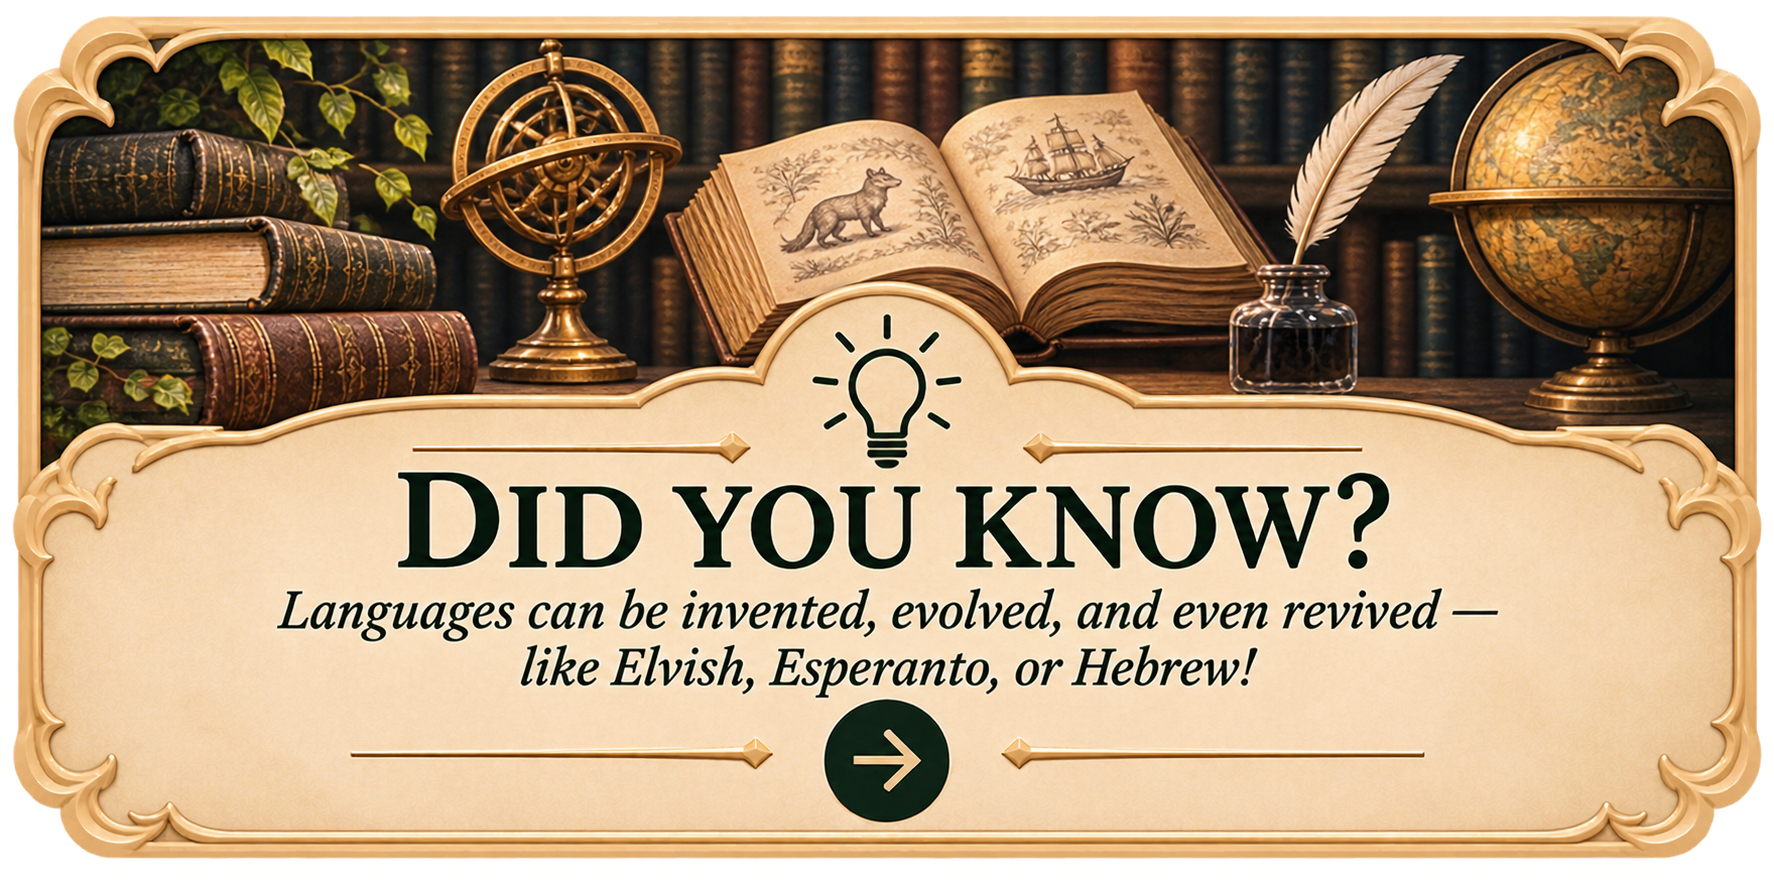 DID YOU KNOW?
Languages can be invented, evolved, and even revived —
like Elvish, Esperanto, or Hebrew!